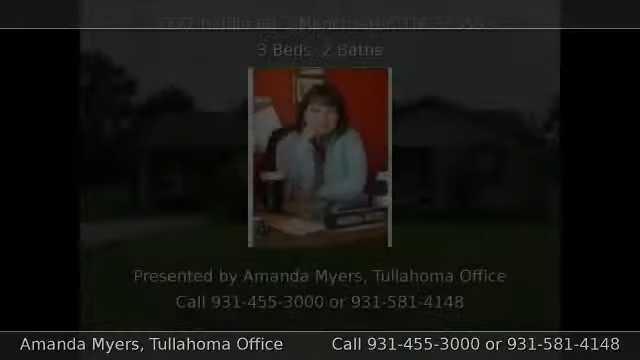 3 Beds, 2 Baths
Presented by Amanda Myers, Tullahoma Office
Call 931-455-3000 or 931-581-4148
Amanda Myers, Tullahoma Office Call 931-455-3000 or 931-581-4148